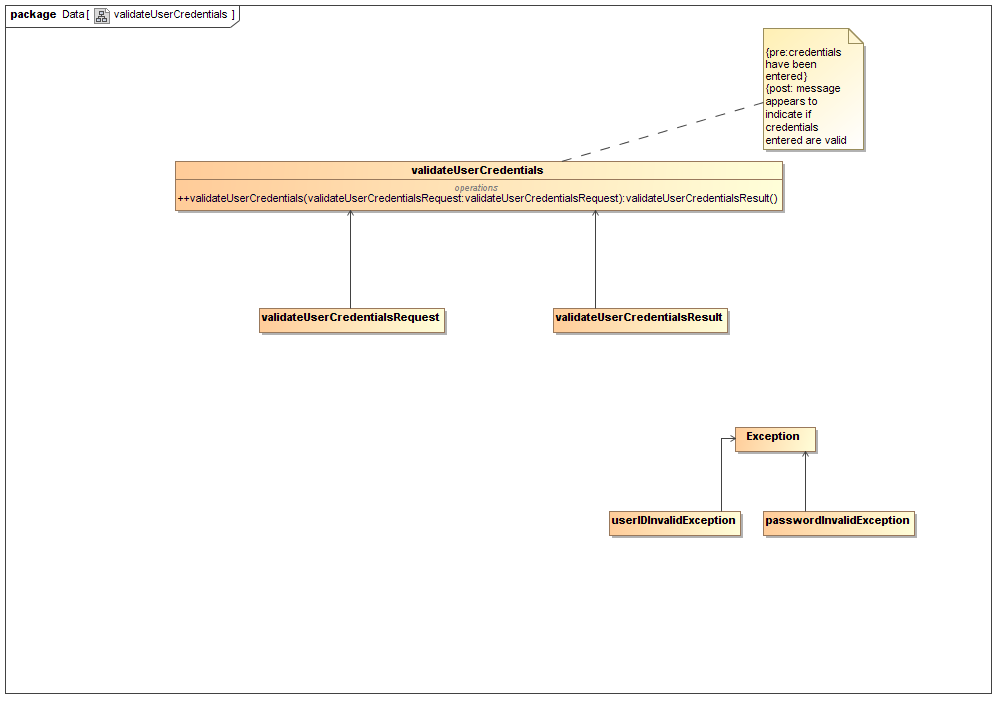 package Data [ validateUserCredentials ]
{pre:credentials
have been
entered}
{post: message
appears to
indicate if
credentials
entered are valid
validateUserCredentials
operations
++validateUserCredentials(validateUserCredentialsRequest:validateUserCredentialsRequest):validateUserCredentialsResult()
validateUserCredentialsRequest
validateUserCredentialsResult
Exception
userIDInvalidException
passwordInvalidException